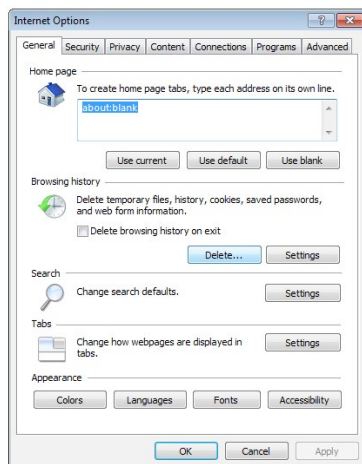 Internet Options
General Security Privacy Content Connections Programs Advanced
Home page
To create home page tabs, type each address on its own line.
about:blank
Use current Use default Use blank
Browsing history
Delete temporary files, history, cookies, saved passwords,
and web form information.
Delete browsing history on exit
Delete... Settings
Search
Change search defaults. Settings
Tabs
Change how webpages are displayed in
tabs. Settings
Appearance
Colors Languages Fonts Accessibility
OK Cancel Apply